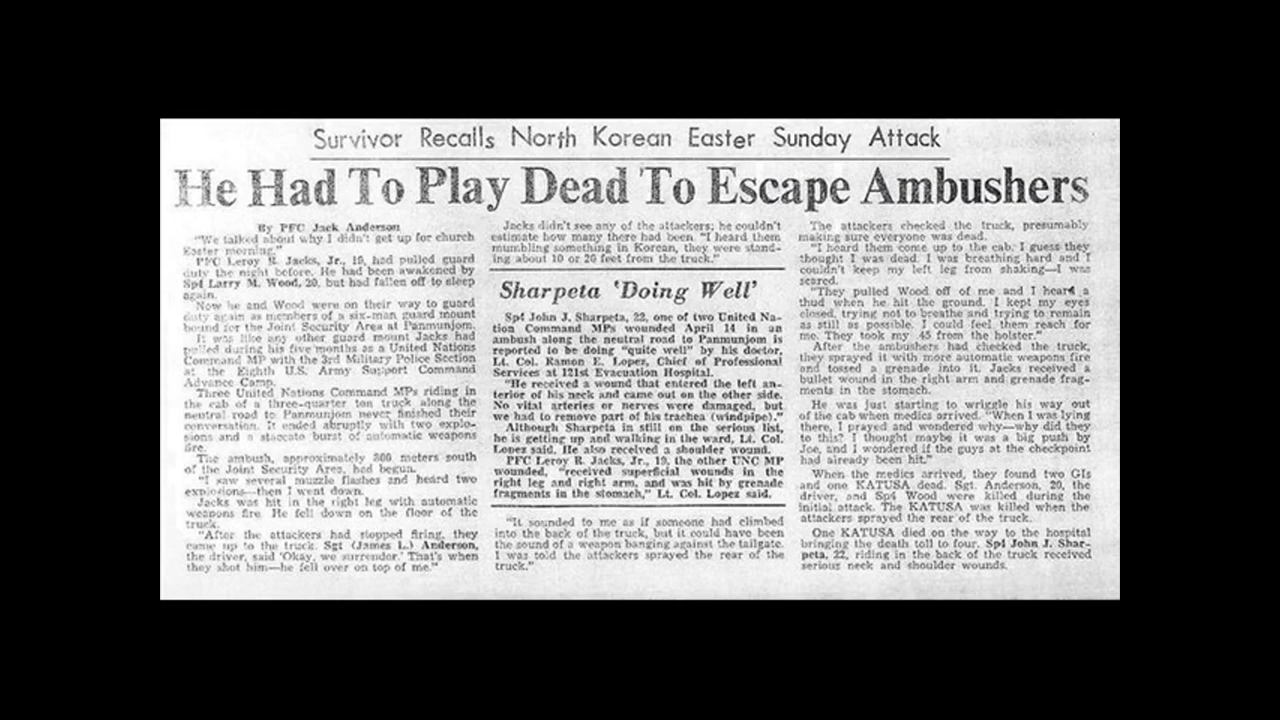 Survivor Recalls North Korean Easter Sunday Attack
He Had To Play Dead To Escape Ambushers
By PFC Jack Anderson
"We talked about why I didn't get up for church
Easter morning."
PFC Leroy R. Jacks, Jr., 19, had pulled guard
duty the night before. He had been awakened by
Sp4 Larry M. Wood, 20, but had fallen off to sleep
again.
Now he and Wood were on their way to guard
duty again as members of a six-man guard mount
bound for the Joint Security Area at Panmunjom.
It was like any other guard mount Jacks had
pulled during his five months as a United Nations
Command MP with the 3rd Military Police Section
at the Eighth U.S. Army Support Command
Advance Camp.
Three United Nations Command MPs riding in
the cab of a three-quarter ton truck along the
neutral road to Panmunjom never finished their
conversation. It ended abruptly with two explo-
sions and a staccato burst of automatic weapons
fire.
The ambush, approximately 800 meters south
of the Joint Security Area, had begun.
"I saw several muzzle flashes and heard two
explosions—then I went down.
Jacks was hit in the right leg with automatic
weapons fire. He fell down on the floor of the
truck.
"After the attackers had stopped firing, they
came up to the truck. Sgt (James L.) Anderson,
the driver, said 'Okay, we surrender.' That's when
they shot him—he fell over on top of me."
Jacks didn't see any of the attackers; he couldn't
estimate how many there had been. "I heard them
mumbling something in Korean, they were stand-
ing about 10 or 20 feet from the truck."
Sharpeta 'Doing Well'
Sp4 John J. Sharpeta, 22, one of two United Na-
tion Command MPs wounded April 14 in an
ambush along the neutral road to Panmunjom is
reported to be doing "quite well" by his doctor,
Lt. Col. Ramon E. Lopez, Chief of Professional
Services at 121st Evacuation Hospital.
"He received a wound that entered the left an-
terior of his neck and came out on the other side.
No vital arteries or nerves were damaged, but
we had to remove part of his trachea (windpipe)."
Although Sharpeta in still on the serious list,
he is getting up and walking in the ward, Lt. Col.
Lopez said. He also received a shoulder wound.
PFC Leroy R. Jacks, Jr., 19, the other UNC MP
wounded, "received superficial wounds in the
right leg and right arm, and was hit by grenade
fragments in the stomach," Lt. Col. Lopez said.
"It sounded to me as if someone had climbed
into the back of the truck, but it could have been
the sound of a weapon banging against the tailgate.
I was told the attackers sprayed the rear of the
truck."
The attackers checked the truck, presumably
making sure everyone was dead.
"I heard them come up to the cab. I guess they
thought I was dead. I was breathing hard and I
couldn't keep my left leg from shaking—I was
scared.
"They pulled Wood off of me and I heard a
thud when he hit the ground. I kept my eyes
closed, trying not to breathe and trying to remain
as still as possible. I could feel them reach for
me. They took my .45 from the holster."
After the ambushers had checked the truck,
they sprayed it with more automatic weapons fire
and tossed a grenade into it. Jacks received a
bullet wound in the right arm and grenade frag-
ments in the stomach.
He was just starting to wriggle his way out
of the cab when medics arrived. "When I was lying
there, I prayed and wondered why—why did they
to this? I thought maybe it was a big push by
Joe, and I wondered if the guys at the checkpoint
had already been hit."
When the medics arrived, they found two GIs
and one KATUSA dead. Sgt. Anderson, 20, the
driver, and Sp4 Wood were killed during the
initial attack. The KATUSA was killed when the
attackers sprayed the rear of the truck.
One KATUSA died on the way to the hospital
bringing the death toll to four. Sp4 John J. Shar-
peta, 22, riding in the back of the truck received
serious neck and shoulder wounds.